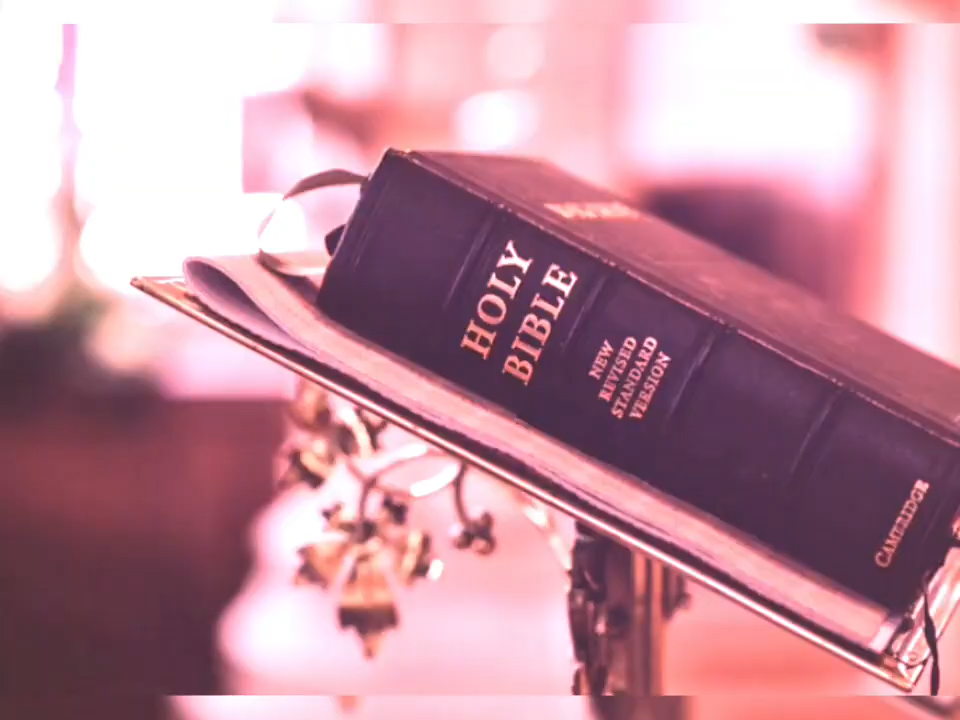 HOLY
BIBLE
NEW
REVISED
STANDARD
VERSION
CAMBRIDGE